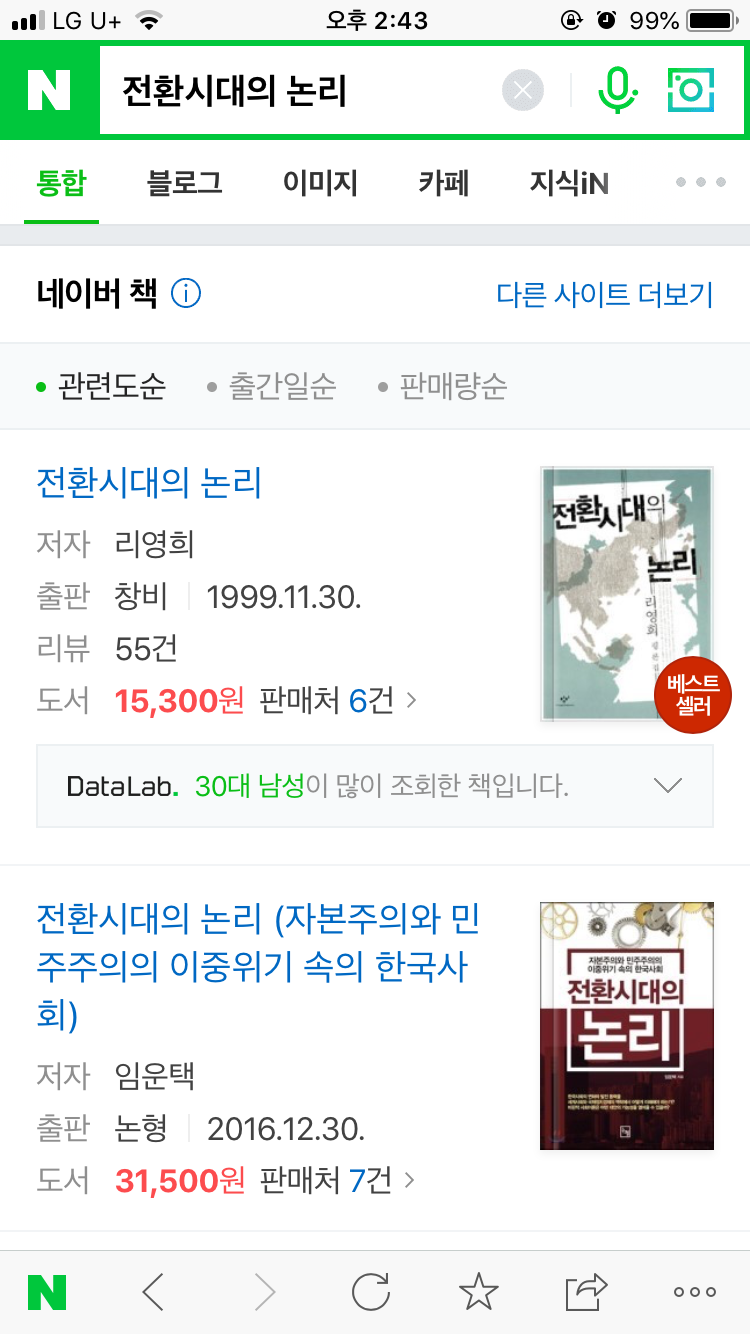 LG U+ 오후 2:43 99%
N 전환시대의 논리
통합 블로그 이미지 카페 지식iN
네이버 책 다른 사이트 더보기
관련도순 출간일순 판매량순
전환시대의 논리
저자 리영희
출판 창비 1999.11.30.
리뷰 55건
도서 15,300원 판매처 6건
전환시대의
논리
리영희
베스트
셀러
DataLab. 30대 남성이 많이 조회한 책입니다.
전환시대의 논리 (자본주의와 민
주주의의 이중위기 속의 한국사
회)
저자 임운택
출판 논형 2016.12.30.
도서 31,500원 판매처 7건
자본주의와 민주주의의
이중위기 속의 한국사회
전환시대의
논리
N